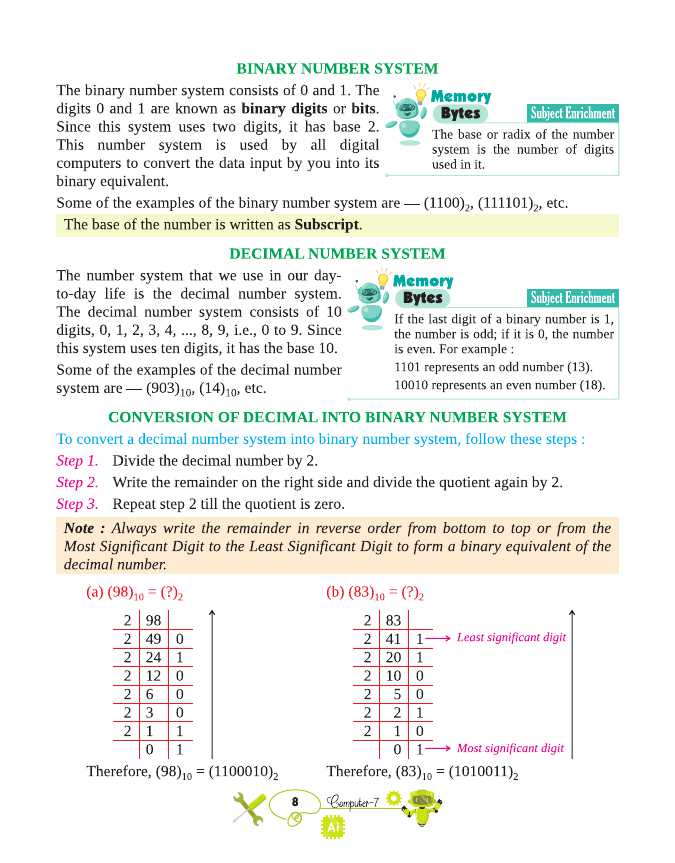 BINARY NUMBER SYSTEM
The binary number system consists of 0 and 1. The
digits 0 and 1 are known as binary digits or bits.
Since this system uses two digits, it has base 2.
This number system is used by all digital
computers to convert the data input by you into its
binary equivalent.
Memory
Bytes
Subject Enrichment
The base or radix of the number
system is the number of digits
used in it.
Some of the examples of the binary number system are — (1100)₂, (111101)₂, etc.
The base of the number is written as Subscript.
DECIMAL NUMBER SYSTEM
The number system that we use in our day-
to-day life is the decimal number system.
The decimal number system consists of 10
digits, 0, 1, 2, 3, 4, ..., 8, 9, i.e., 0 to 9. Since
this system uses ten digits, it has the base 10.
Some of the examples of the decimal number
system are — (903)₁₀, (14)₁₀, etc.
Memory
Bytes
Subject Enrichment
If the last digit of a binary number is 1,
the number is odd; if it is 0, the number
is even. For example :
1101 represents an odd number (13).
10010 represents an even number (18).
CONVERSION OF DECIMAL INTO BINARY NUMBER SYSTEM
To convert a decimal number system into binary number system, follow these steps :
Step 1. Divide the decimal number by 2.
Step 2. Write the remainder on the right side and divide the quotient again by 2.
Step 3. Repeat step 2 till the quotient is zero.
Note : Always write the remainder in reverse order from bottom to top or from the
Most Significant Digit to the Least Significant Digit to form a binary equivalent of the
decimal number.
(a) (98)₁₀ = (?)₂
2 98
2 49 0
2 24 1
2 12 0
2 6 0
2 3 0
2 1 1
0 1
Therefore, (98)₁₀ = (1100010)₂
(b) (83)₁₀ = (?)₂
2 83
2 41 1 Least significant digit
2 20 1
2 10 0
2 5 0
2 2 1
2 1 0
0 1 Most significant digit
Therefore, (83)₁₀ = (1010011)₂
8
Computer-7
AI